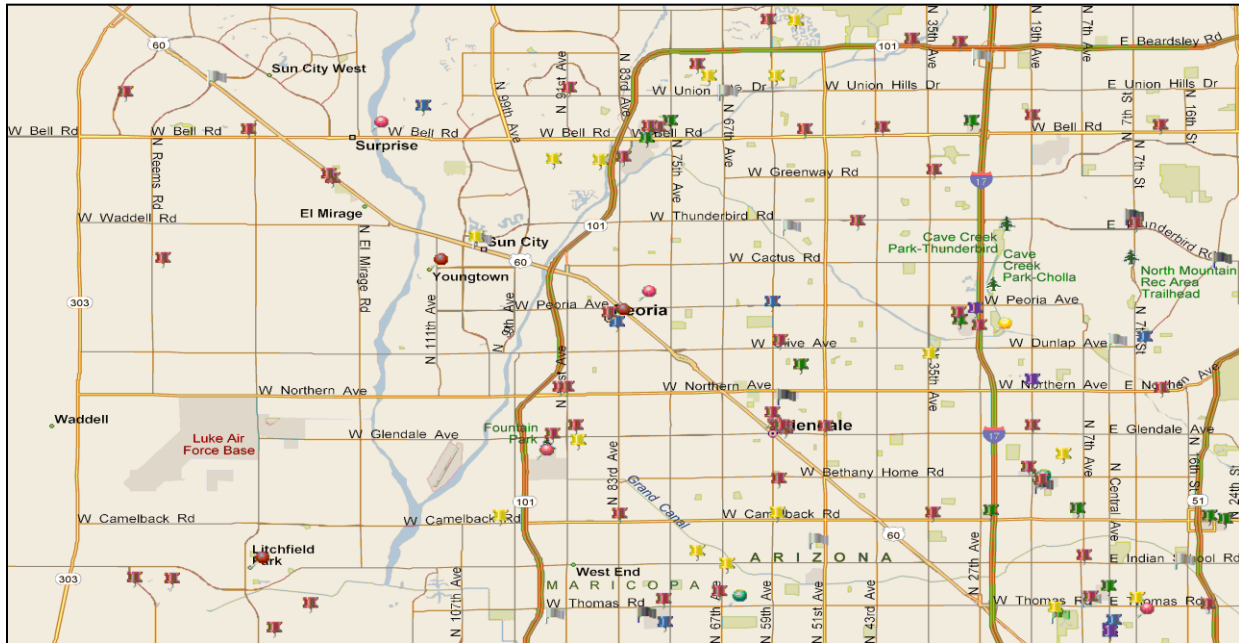 E Beardsley Rd
101
60
Sun City West
N 91st Ave
N 83rd Ave
N 99th Ave
N 35th Ave
N 19th Ave
N 7th Ave
W Union Hills Dr
E Union Hills Dr
N 67th Ave
N 7th St
N 16th St
W Bell Rd
W Bell Rd
W Bell Rd
W Bell Rd
W Bell Rd
Surprise
N Reems Rd
N 75th Ave
W Greenway Rd
17
N 7th St
El Mirage
W Waddell Rd
W Thunderbird Rd
101
Sun City
60
Cave Creek
Park-Thunderbird
N El Mirage Rd
W Cactus Rd
Cave
Creek
Park-Cholla
North Mountain
Rec Area
Trailhead
Youngtown
303
W Peoria Ave
Peoria
W Peoria Ave
N 111th Ave
W Olive Ave
W Dunlap Ave
N 7th St
N 35th Ave
W Northern Ave
W Northern Ave
W Northern Ave
Waddell
Luke Air
Force Base
W Glendale Ave
Fountain
Park
Glendale
17
E Glendale Ave
N 7th Ave
N 16th St
N 83rd Ave
W Bethany Home Rd
N Central Ave
N 24th St
101
Grand Canal
51
W Camelback Rd
W Camelback Rd
W Camelback Rd
60
Litchfield
Park
ARIZONA
E Indian School Rd
303
West End
MARICOPA
N 107th Ave
W Thomas Rd
N 67th Ave
N 59th Ave
N 51st Ave
N 43rd Ave
N 27th Ave
W Thomas Rd
E Thomas Rd